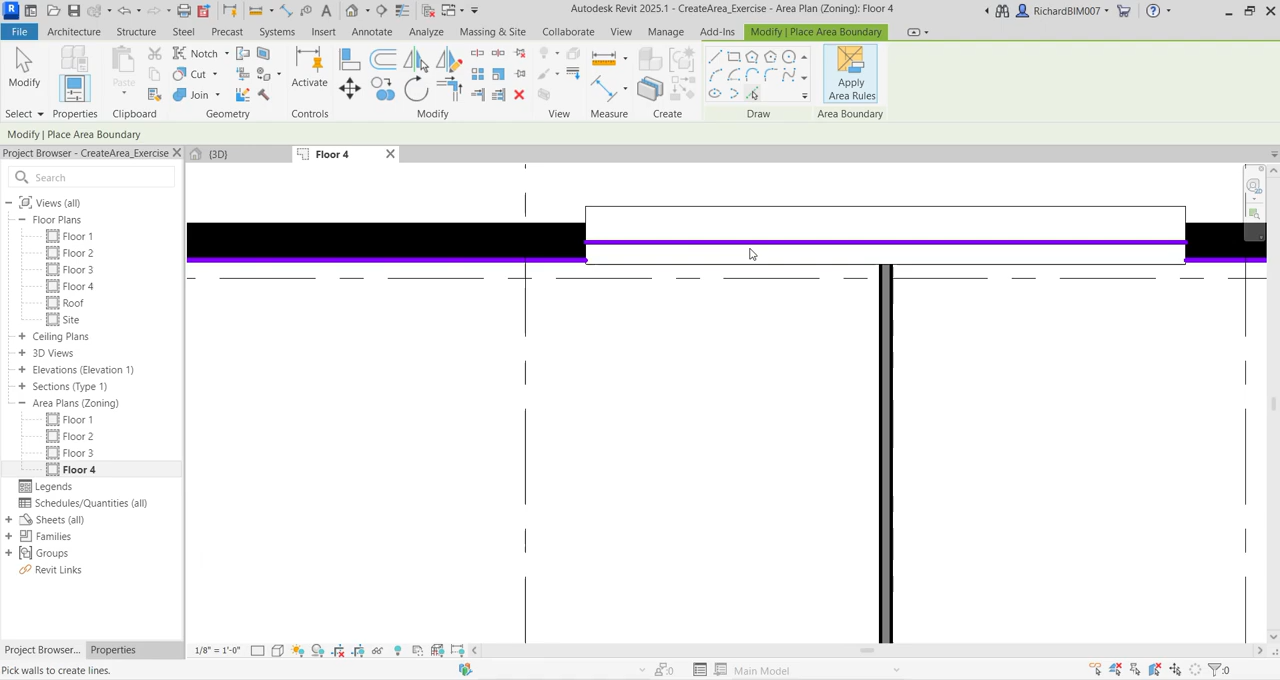 Autodesk Revit 2025.1 - CreateArea_Exercise - Area Plan (Zoning): Floor 4
RichardBIM007
File
Architecture
Structure
Steel
Precast
Systems
Insert
Annotate
Analyze
Massing & Site
Collaborate
View
Manage
Add-Ins
Modify | Place Area Boundary
Modify
Paste
Notch
Cut
Join
Activate
Apply
Area Rules
Select
Properties
Clipboard
Geometry
Controls
Modify
View
Measure
Create
Draw
Area Boundary
Modify | Place Area Boundary
Project Browser - CreateArea_Exercise
{3D}
Floor 4
Search
Views (all)
Floor Plans
Floor 1
Floor 2
Floor 3
Floor 4
Roof
Site
Ceiling Plans
3D Views
Elevations (Elevation 1)
Sections (Type 1)
Area Plans (Zoning)
Floor 1
Floor 2
Floor 3
Floor 4
Legends
Schedules/Quantities (all)
Sheets (all)
Families
Groups
Revit Links
Project Browser...
Properties
1/8" = 1'-0"
Pick walls to create lines.
:0
Main Model
:0